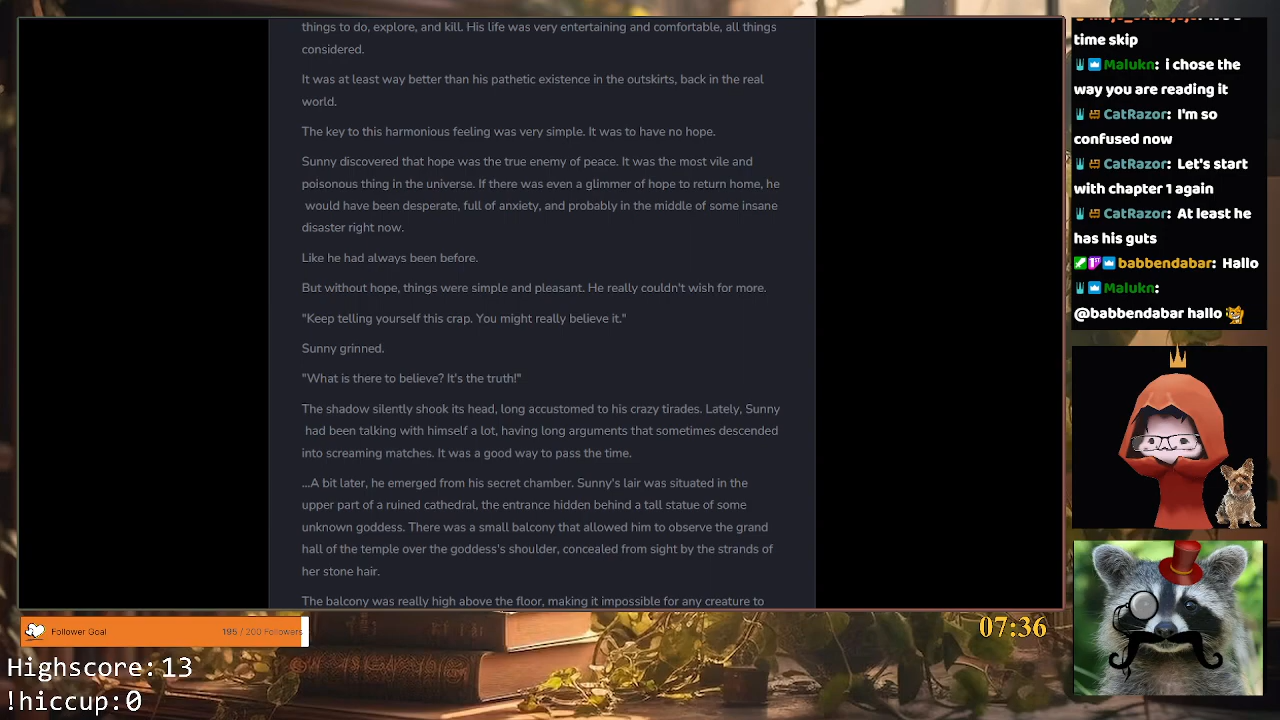 things to do, explore, and kill. His life was very entertaining and comfortable, all things
considered.
It was at least way better than his pathetic existence in the outskirts, back in the real
world.
The key to this harmonious feeling was very simple. It was to have no hope.
Sunny discovered that hope was the true enemy of peace. It was the most vile and
poisonous thing in the universe. If there was even a glimmer of hope to return home, he
would have been desperate, full of anxiety, and probably in the middle of some insane
disaster right now.
Like he had always been before.
But without hope, things were simple and pleasant. He really couldn't wish for more.
"Keep telling yourself this crap. You might really believe it."
Sunny grinned.
"What is there to believe? It's the truth!"
The shadow silently shook its head, long accustomed to his crazy tirades. Lately, Sunny
had been talking with himself a lot, having long arguments that sometimes descended
into screaming matches. It was a good way to pass the time.
...A bit later, he emerged from his secret chamber. Sunny's lair was situated in the
upper part of a ruined cathedral, the entrance hidden behind a tall statue of some
unknown goddess. There was a small balcony that allowed him to observe the grand
hall of the temple over the goddess's shoulder, concealed from sight by the strands of
her stone hair.
The balcony was really high above the floor, making it impossible for any creature to
time skip
Malukn: i chose the
way you are reading it
CatRazor: I'm so
confused now
CatRazor: Let's start
with chapter 1 again
CatRazor: At least he
has his guts
babbendabar: Hallo
Malukn:
@babbendabar hallo
Follower Goal
195 / 200 Followers
07:36
Highscore:13
!hiccup:0